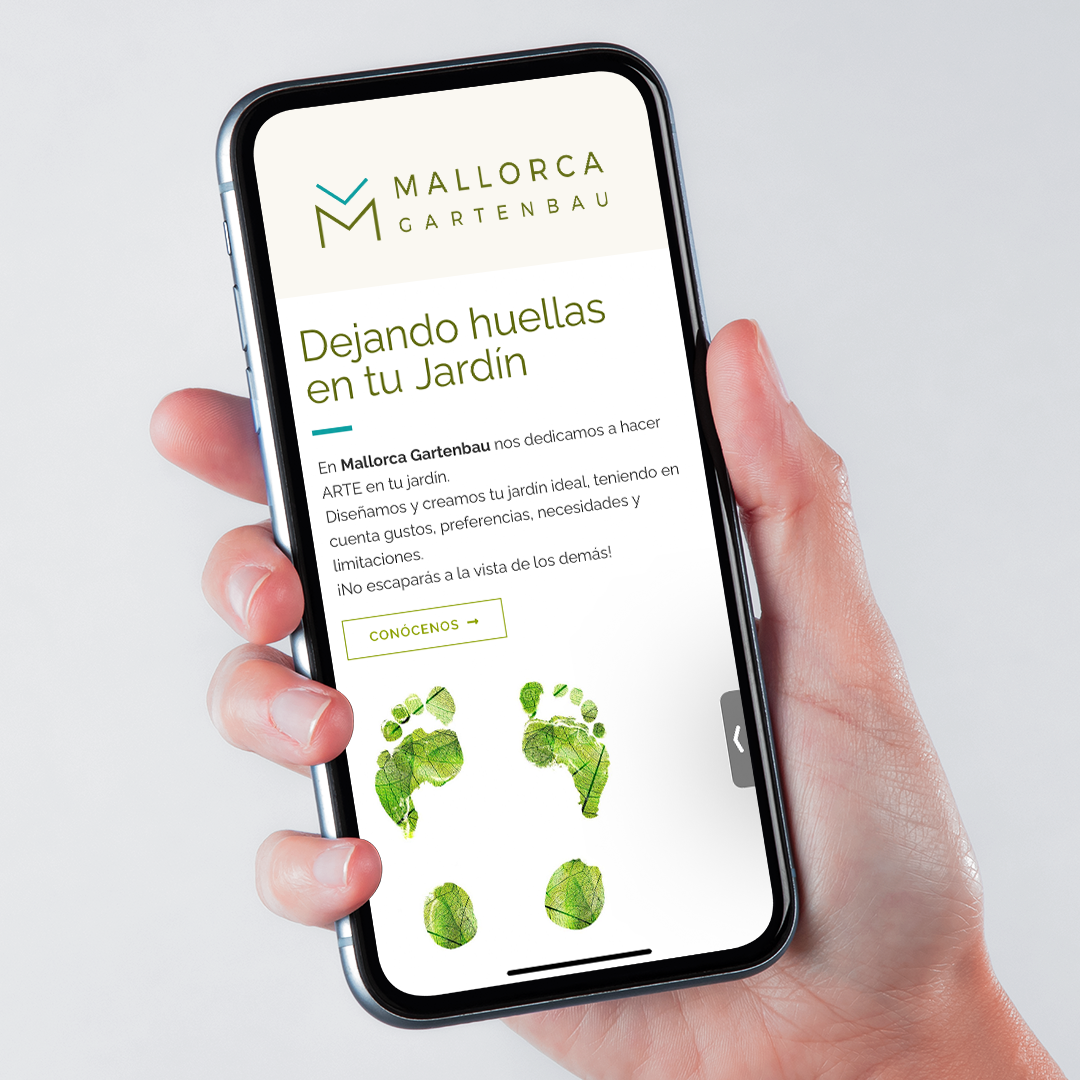 MALLORCA
GARTENBAU
Dejando huellas
en tu Jardín
En Mallorca Gartenbau nos dedicamos a hacer
ARTE en tu jardín.
Diseñamos y creamos tu jardín ideal, teniendo en
cuenta gustos, preferencias, necesidades y
limitaciones.
¡No escaparás a la vista de los demás!
CONÓCENOS →